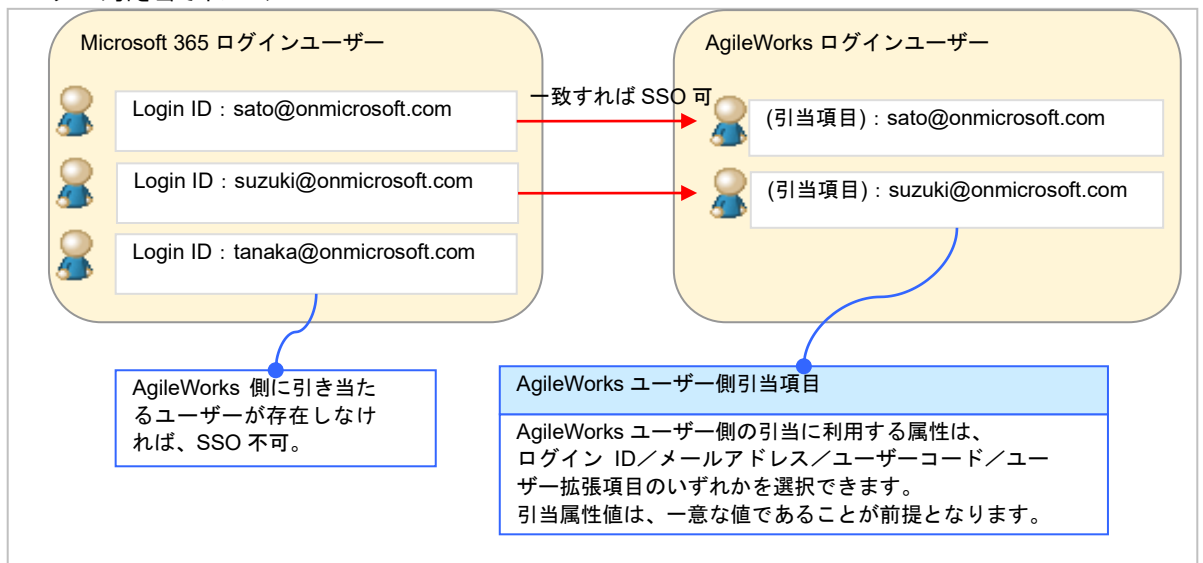 Microsoft 365 ログインユーザー
Login ID：sato@onmicrosoft.com
Login ID：suzuki@onmicrosoft.com
Login ID：tanaka@onmicrosoft.com
一致すれば SSO 可
AgileWorks ログインユーザー
(引当項目)：sato@onmicrosoft.com
(引当項目)：suzuki@onmicrosoft.com
AgileWorks 側に引き当た
るユーザーが存在しなけ
れば、SSO 不可。
AgileWorks ユーザー側引当項目
AgileWorks ユーザー側の引当に利用する属性は、
ログイン ID／メールアドレス／ユーザーコード／ユー
ザー拡張項目のいずれかを選択できます。
引当属性値は、一意な値であることが前提となります。